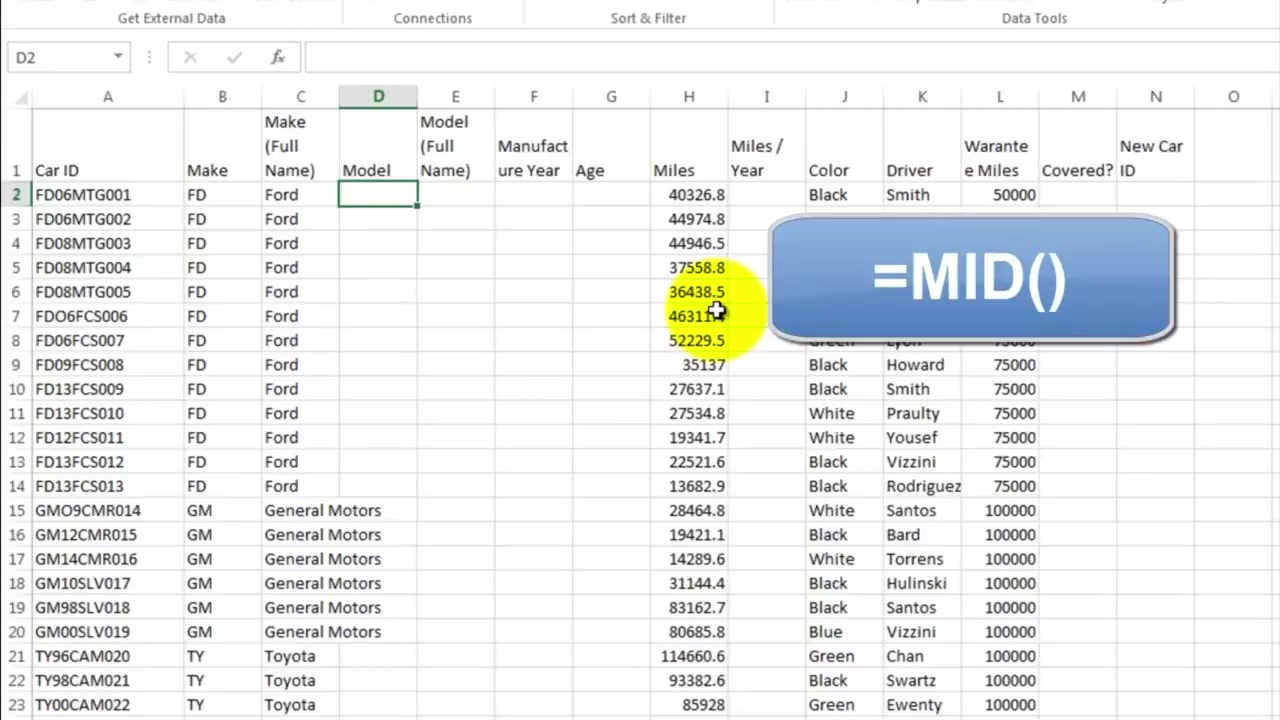 Get External Data Connections Sort & Filter Data Tools
D2 fx
A B C D E F G H I J K L M N O
Make Model
(Full (Full Manufact Miles / Warante New Car
1 Car ID Make Name) Model Name) ure Year Age Miles Year Color Driver e Miles Covered? ID
2 FD06MTG001 FD Ford 40326.8 Black Smith 50000
3 FD06MTG002 FD Ford 44974.8
4 FD08MTG003 FD Ford 44946.5
5 FD08MTG004 FD Ford 37558.8
6 FD08MTG005 FD Ford 36438.5
7 FDO6FCS006 FD Ford
8 FD06FCS007 FD Ford 52229.5
9 FD09FCS008 FD Ford 35137 Black Howard 75000
10 FD13FCS009 FD Ford 27637.1 Black Smith 75000
11 FD13FCS010 FD Ford 27534.8 White Praulty 75000
12 FD12FCS011 FD Ford 19341.7 White Yousef 75000
13 FD13FCS012 FD Ford 22521.6 Black Vizzini 75000
14 FD13FCS013 FD Ford 13682.9 Black Rodriguez 75000
15 GMO9CMR014 GM General Motors 28464.8 White Santos 100000
16 GM12CMR015 GM General Motors 19421.1 Black Bard 100000
17 GM14CMR016 GM General Motors 14289.6 White Torrens 100000
18 GM10SLV017 GM General Motors 31144.4 Black Hulinski 100000
19 GM98SLV018 GM General Motors 83162.7 Black Santos 100000
20 GM00SLV019 GM General Motors 80685.8 Blue Vizzini 100000
21 TY96CAM020 TY Toyota 114660.6 Green Chan 100000
22 TY98CAM021 TY Toyota 93382.6 Black Swartz 100000
23 TY00CAM022 TY Toyota 85928 Green Ewenty 100000
=MID()